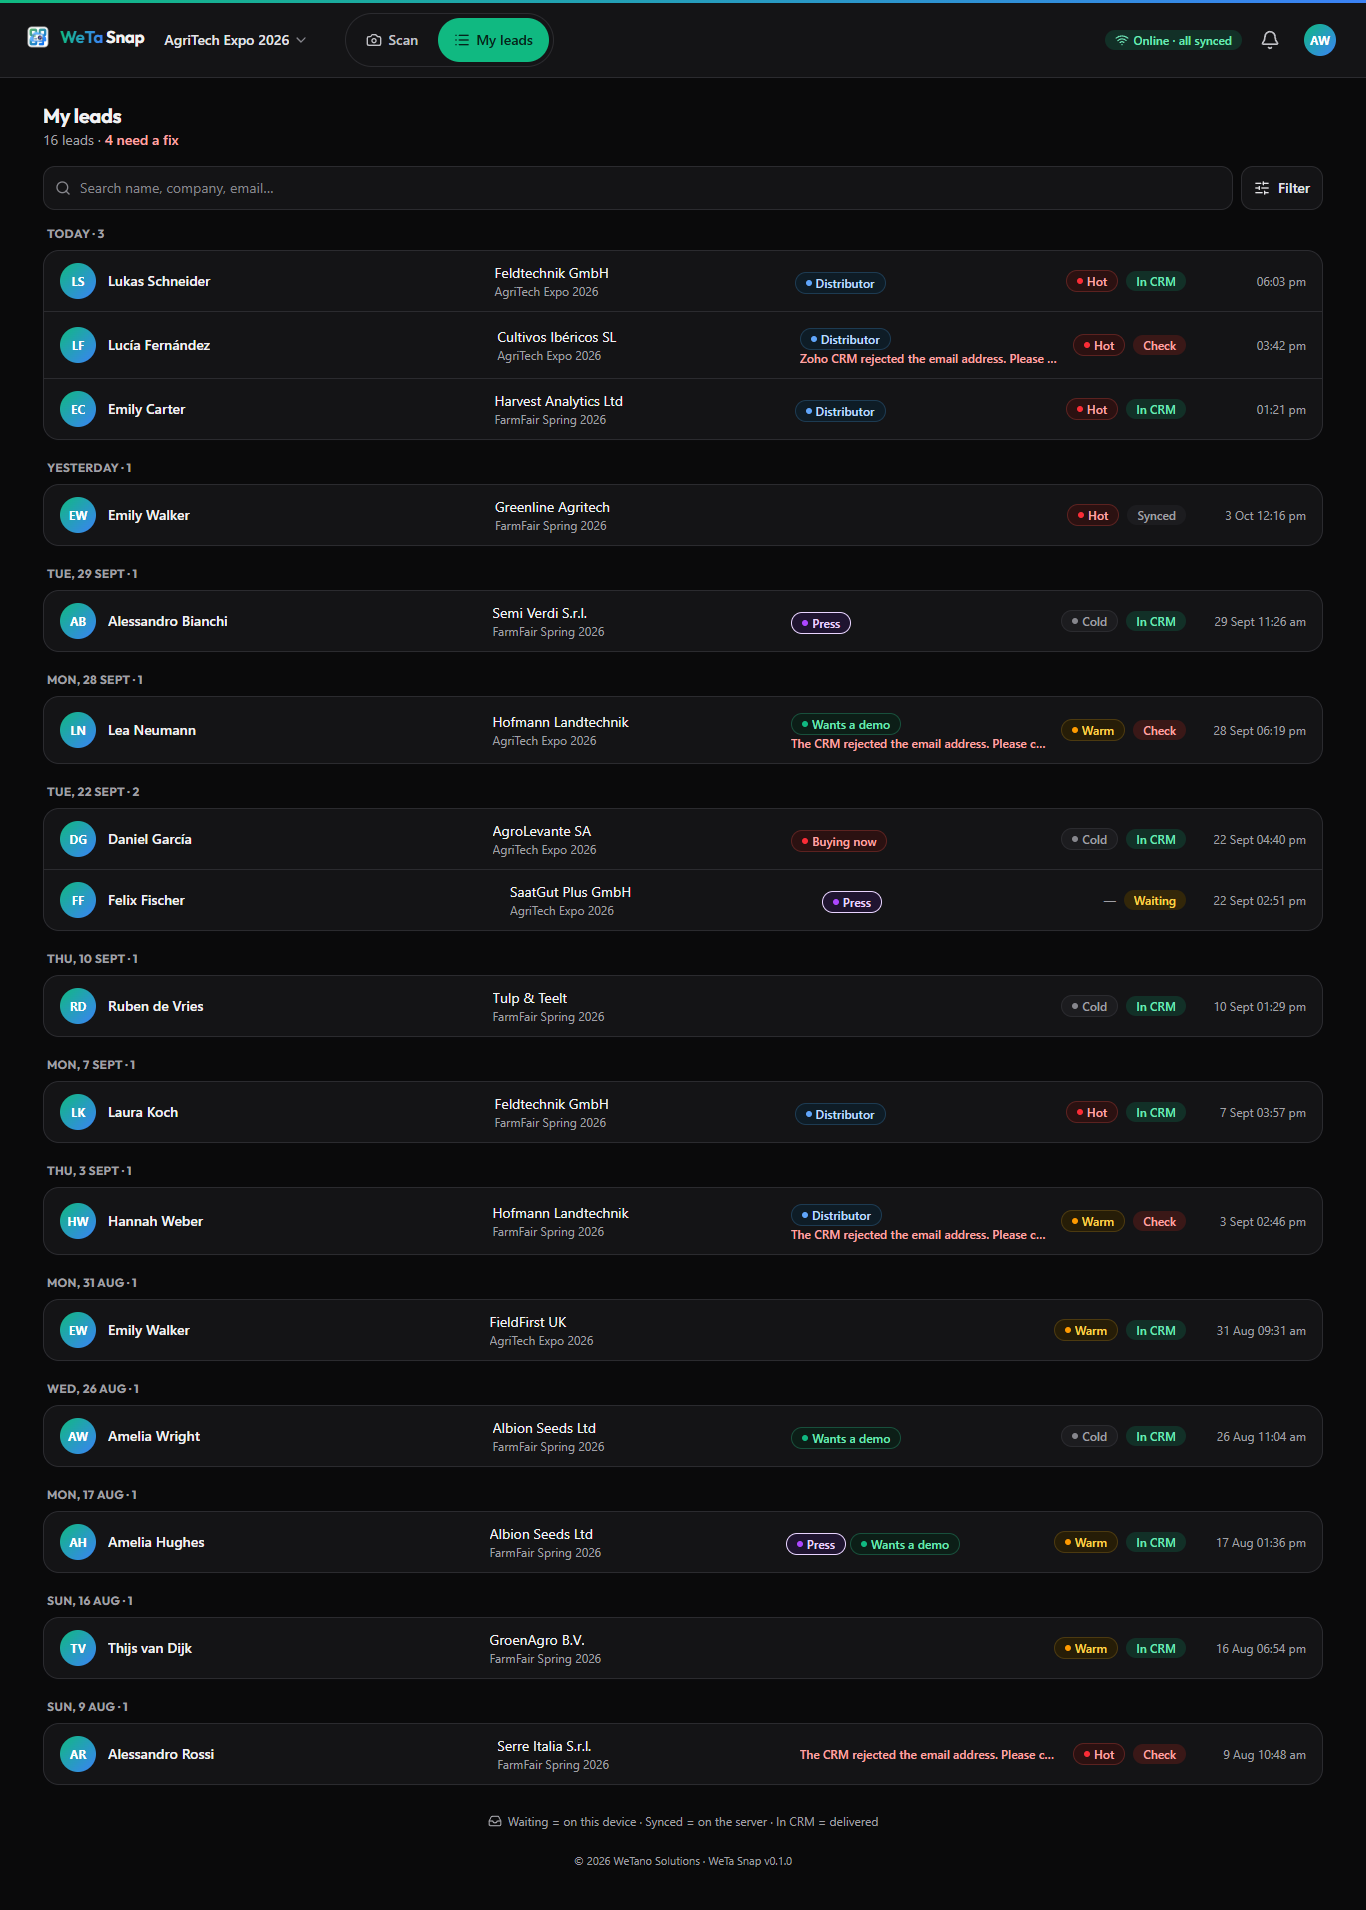 WeTa Snap AgriTech Expo 2026 Scan My leads Online · all synced AW
My leads
16 leads · 4 need a fix
Search name, company, email... Filter
TODAY · 3
LS Lukas Schneider Feldtechnik GmbH Distributor Hot In CRM 06:03 pm
AgriTech Expo 2026
LF Lucía Fernández Cultivos Ibéricos SL Distributor Hot Check 03:42 pm
AgriTech Expo 2026 Zoho CRM rejected the email address. Please ...
EC Emily Carter Harvest Analytics Ltd Distributor Hot In CRM 01:21 pm
FarmFair Spring 2026
YESTERDAY · 1
EW Emily Walker Greenline Agritech Hot Synced 3 Oct 12:16 pm
FarmFair Spring 2026
TUE, 29 SEPT · 1
AB Alessandro Bianchi Semi Verdi S.r.l. Press Cold In CRM 29 Sept 11:26 am
FarmFair Spring 2026
MON, 28 SEPT · 1
LN Lea Neumann Hofmann Landtechnik Wants a demo Warm Check 28 Sept 06:19 pm
AgriTech Expo 2026 The CRM rejected the email address. Please c...
TUE, 22 SEPT · 2
DG Daniel García AgroLevante SA Buying now Cold In CRM 22 Sept 04:40 pm
AgriTech Expo 2026
FF Felix Fischer SaatGut Plus GmbH Press — Waiting 22 Sept 02:51 pm
AgriTech Expo 2026
THU, 10 SEPT · 1
RD Ruben de Vries Tulp & Teelt Cold In CRM 10 Sept 01:29 pm
FarmFair Spring 2026
MON, 7 SEPT · 1
LK Laura Koch Feldtechnik GmbH Distributor Hot In CRM 7 Sept 03:57 pm
FarmFair Spring 2026
THU, 3 SEPT · 1
HW Hannah Weber Hofmann Landtechnik Distributor Warm Check 3 Sept 02:46 pm
FarmFair Spring 2026 The CRM rejected the email address. Please c...
MON, 31 AUG · 1
EW Emily Walker FieldFirst UK Warm In CRM 31 Aug 09:31 am
AgriTech Expo 2026
WED, 26 AUG · 1
AW Amelia Wright Albion Seeds Ltd Wants a demo Cold In CRM 26 Aug 11:04 am
FarmFair Spring 2026
MON, 17 AUG · 1
AH Amelia Hughes Albion Seeds Ltd Press Wants a demo Warm In CRM 17 Aug 01:36 pm
FarmFair Spring 2026
SUN, 16 AUG · 1
TV Thijs van Dijk GroenAgro B.V. Warm In CRM 16 Aug 06:54 pm
FarmFair Spring 2026
SUN, 9 AUG · 1
AR Alessandro Rossi Serre Italia S.r.l. The CRM rejected the email address. Please c... Hot Check 9 Aug 10:48 am
FarmFair Spring 2026
Waiting = on this device · Synced = on the server · In CRM = delivered
© 2026 WeTano Solutions · WeTa Snap v0.1.0